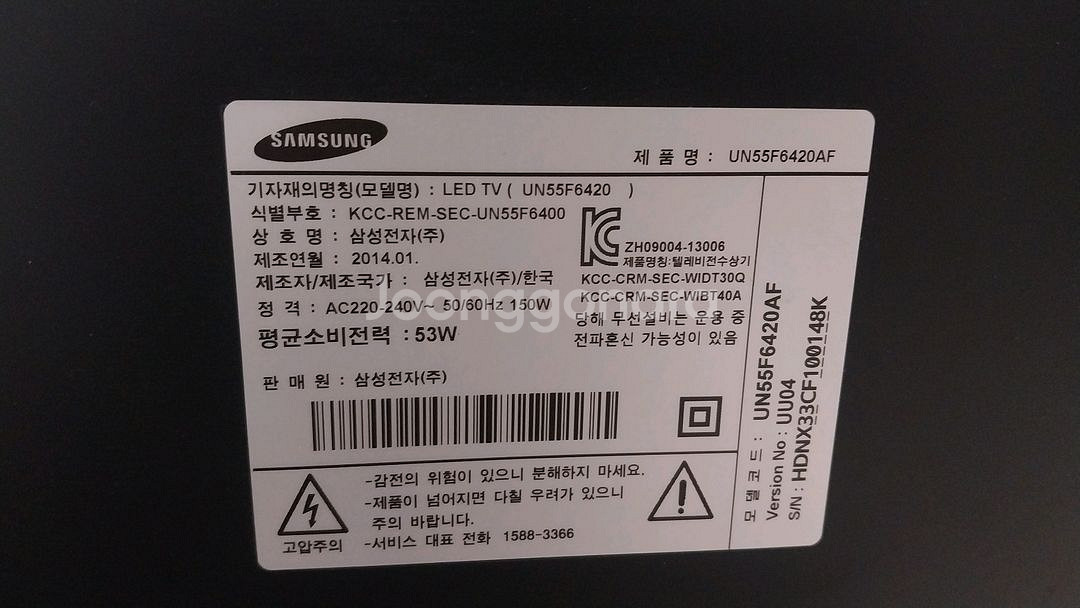 SAMSUNG
제 품 명 : UN55F6420AF
기자재의명칭(모델명) : LED TV ( UN55F6420 )
식별부호 : KCC-REM-SEC-UN55F6400
상 호 명 : 삼성전자(주)
제조연월 : 2014.01.
제조자/제조국가 : 삼성전자(주)/한국
정 격 : AC220-240V~ 50/60Hz 150W
평균소비전력 : 53W
판 매 원 : 삼성전자(주)
ZH09004-13006
제품명칭:텔레비전수상기
KCC-CRM-SEC-WIDT30Q
KCC-CRM-SEC-WIBT40A
당해 무선설비는 운용 중
전파혼신 가능성이 있음
Joonggonara
고압주의
-감전의 위험이 있으니 분해하지 마세요.
-제품이 넘어지면 다칠 우려가 있으니
주의 바랍니다.
-서비스 대표 전화 1588-3366
모델코드 : UN55F6420AF
Version No : UU04
S/N : HDNX33CF100148K